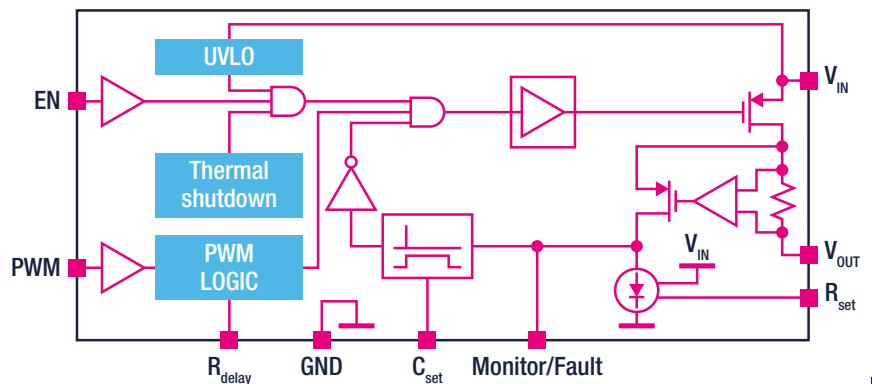 UVLO
EN
V_IN
Thermal
shutdown
PWM
PWM
LOGIC
V_IN
V_OUT
R_set
R_delay
GND
C_set
Monitor/Fault